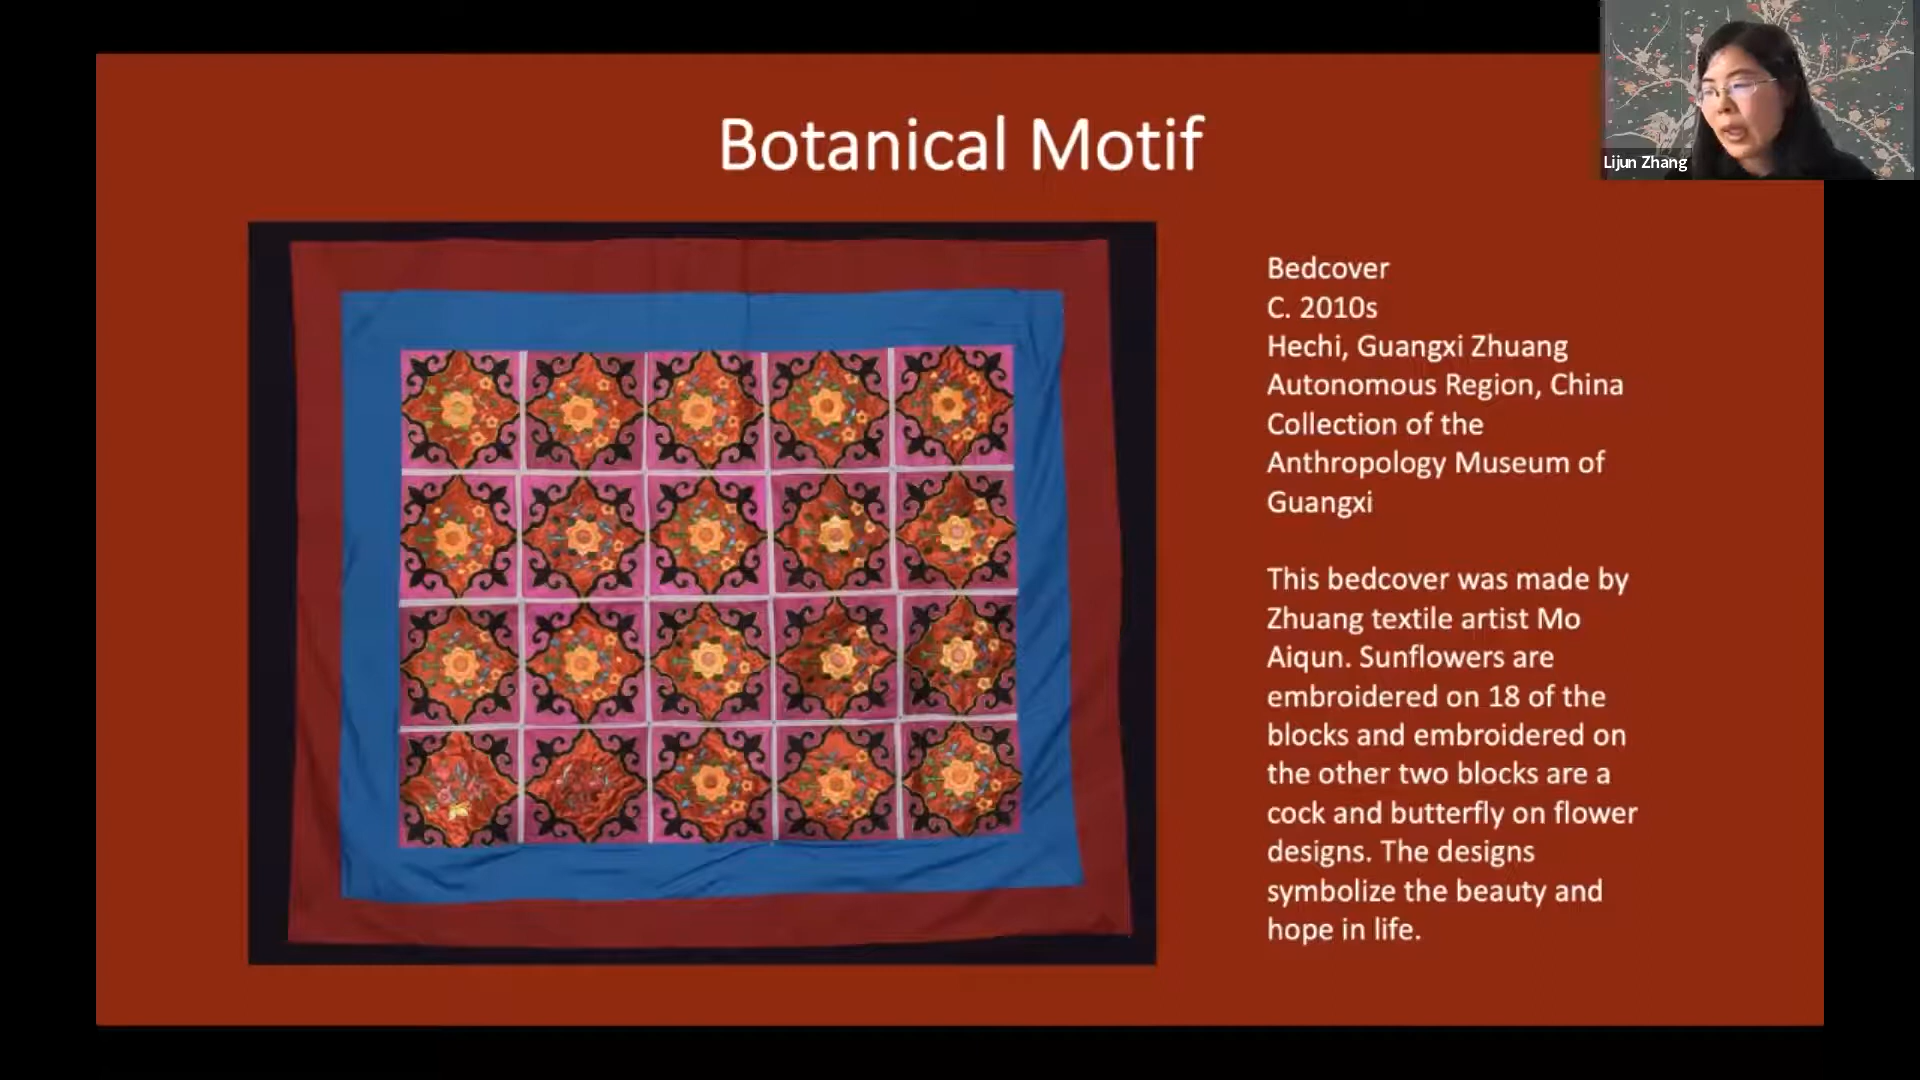 Botanical Motif
Lijun Zhang
Bedcover
C. 2010s
Hechi, Guangxi Zhuang
Autonomous Region, China
Collection of the
Anthropology Museum of
Guangxi
This bedcover was made by
Zhuang textile artist Mo
Aiqun. Sunflowers are
embroidered on 18 of the
blocks and embroidered on
the other two blocks are a
cock and butterfly on flower
designs. The designs
symbolize the beauty and
hope in life.